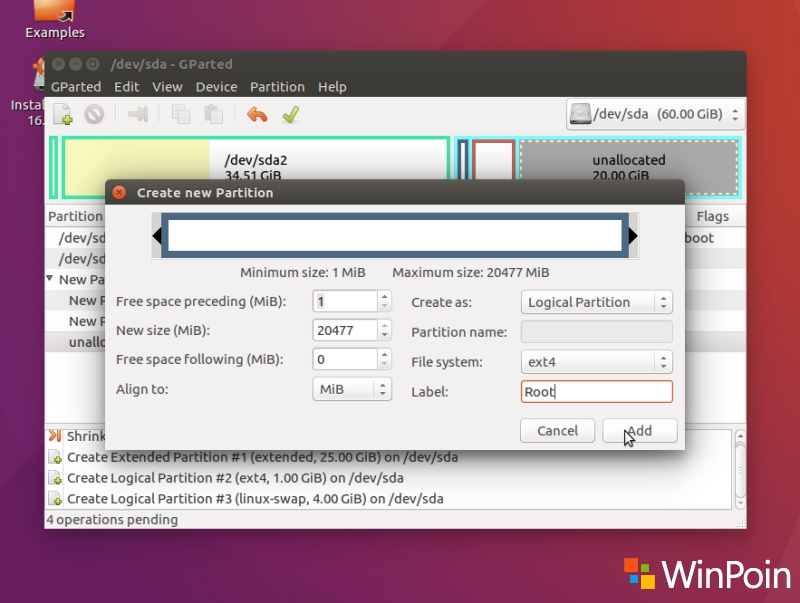 Examples
/dev/sda - GParted
GParted Edit View Device Partition Help
Instal
16.
/dev/sda (60.00 GiB)
/dev/sda2
34.51 GiB
unallocated
20.00 GiB
Create new Partition
Partition
Flags
/dev/sd
boot
/dev/sd
New Pa
New P
New P
unallo
Minimum size: 1 MiB Maximum size: 20477 MiB
Free space preceding (MiB): 1 Create as: Logical Partition
New size (MiB): 20477 Partition name:
Free space following (MiB): 0 File system: ext4
Align to: MiB Label: Root
Cancel Add
Shrink
Create Extended Partition #1 (extended, 25.00 GiB) on /dev/sda
Create Logical Partition #2 (ext4, 1.00 GiB) on /dev/sda
Create Logical Partition #3 (linux-swap, 4.00 GiB) on /dev/sda
4 operations pending
WinPoin